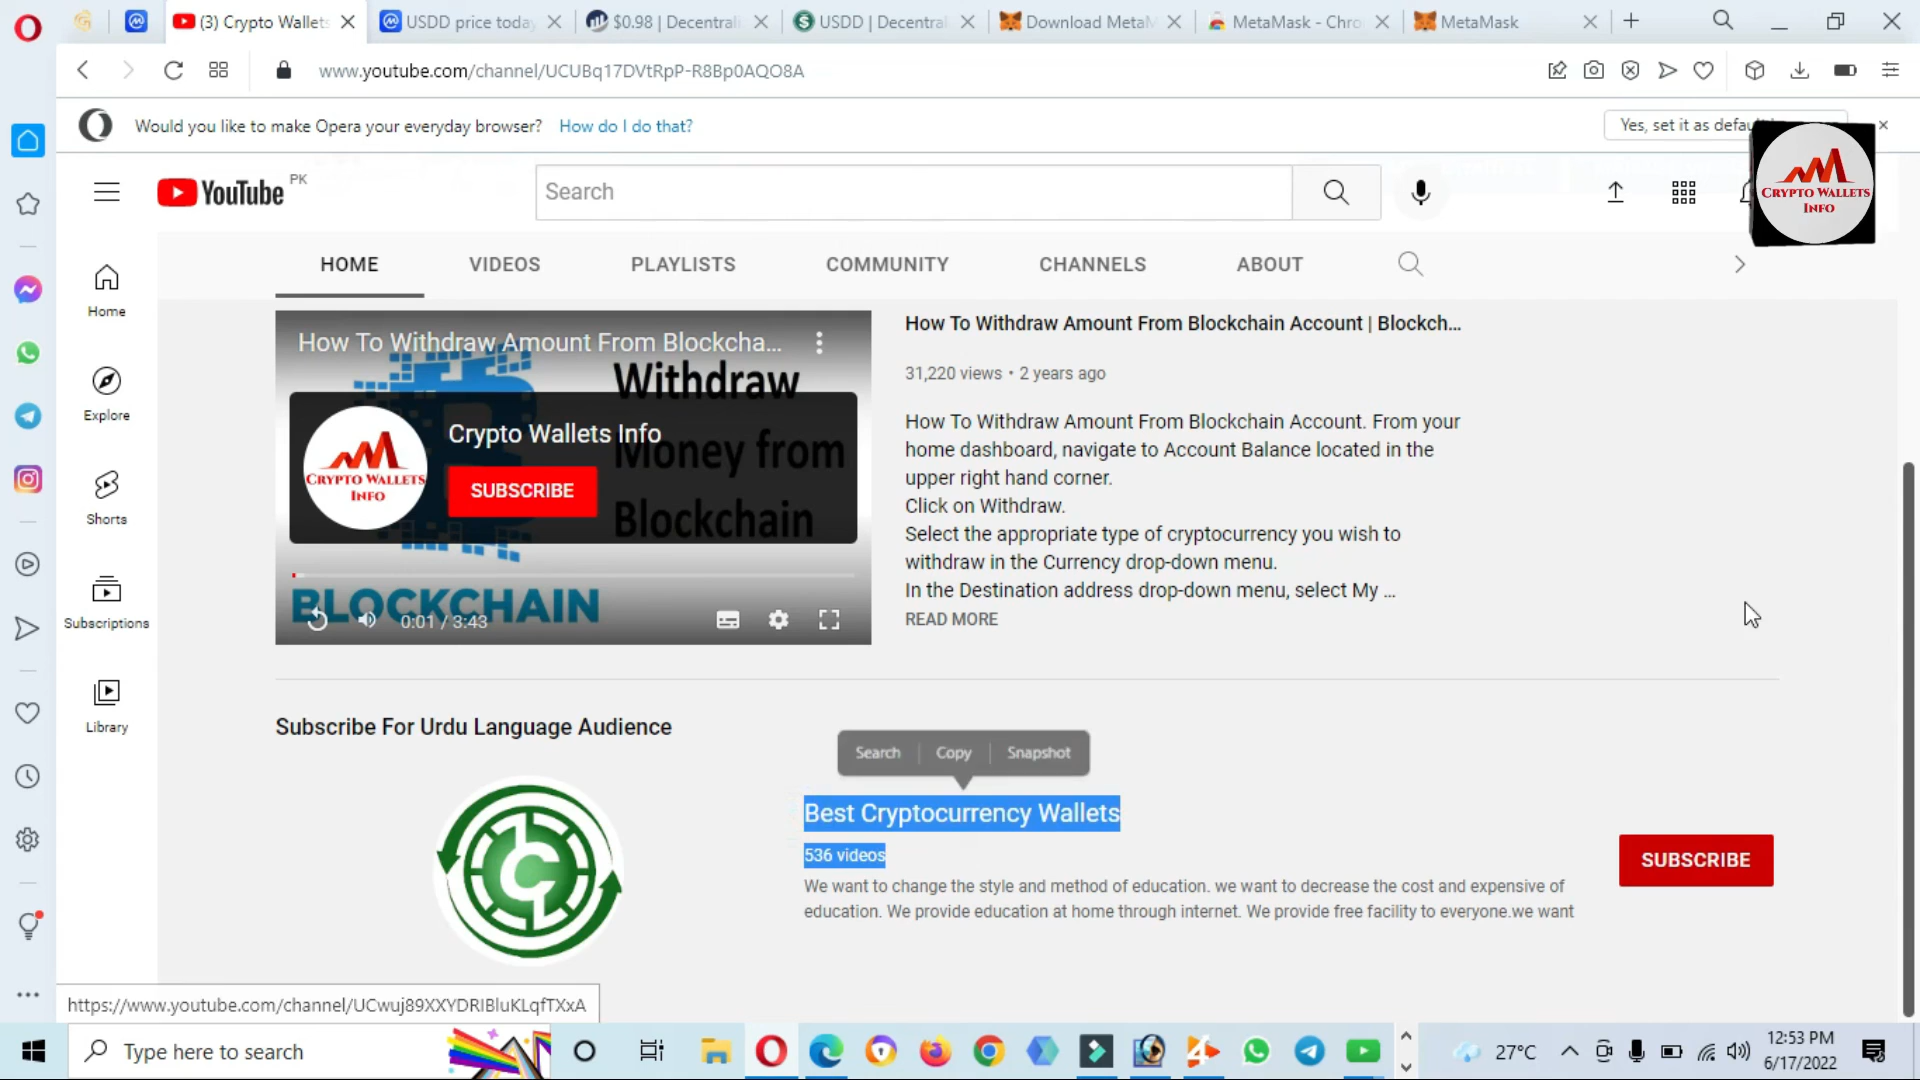 (3) Crypto Wallets
USDD price today
$0.98 | Decentrali
USDD | Decentral
Download MetaM
MetaMask - Chro
MetaMask
www.youtube.com/channel/UCUBq17DVtRpP-R8Bp0AQO8A
Would you like to make Opera your everyday browser? How do I do that?
Yes, set it as defau
CRYPTO WALLETS
INFO
YouTube PK
Search
HOME VIDEOS PLAYLISTS COMMUNITY CHANNELS ABOUT
Home
Explore
Shorts
Subscriptions
Library
How To Withdraw Amount From Blockcha...
Withdraw
Money from
Blockchain
BLOCKCHAIN
CRYPTO WALLETS
INFO
Crypto Wallets Info
SUBSCRIBE
0:01 / 3:43
How To Withdraw Amount From Blockchain Account | Blockch...
31,220 views • 2 years ago
How To Withdraw Amount From Blockchain Account. From your
home dashboard, navigate to Account Balance located in the
upper right hand corner.
Click on Withdraw.
Select the appropriate type of cryptocurrency you wish to
withdraw in the Currency drop-down menu.
In the Destination address drop-down menu, select My ...
READ MORE
Subscribe For Urdu Language Audience
Search Copy Snapshot
Best Cryptocurrency Wallets
536 videos
We want to change the style and method of education. we want to decrease the cost and expensive of
education. We provide education at home through internet. We provide free facility to everyone.we want
SUBSCRIBE
https://www.youtube.com/channel/UCwuj89XXYDRIBluKLqfTXxA
Type here to search
27°C
12:53 PM
6/17/2022